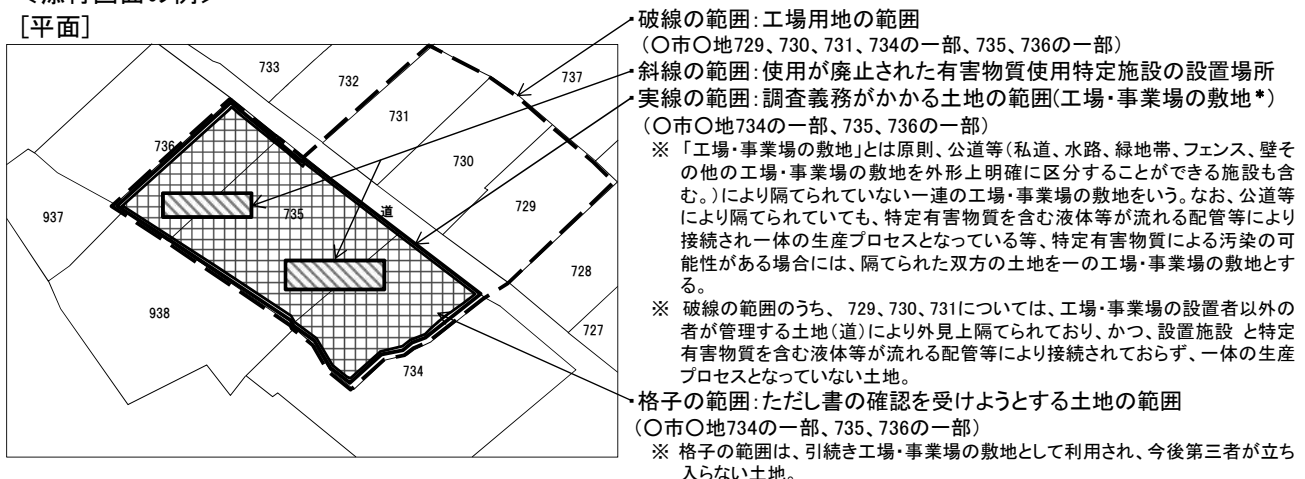 [平面]
733
732
737
731
736
730
937
735
道
729
728
938
727
734
・破線の範囲：工場用地の範囲
（〇市〇地729、730、731、734の一部、735、736の一部）
・斜線の範囲：使用が廃止された有害物質使用特定施設の設置場所
・実線の範囲：調査義務がかかる土地の範囲(工場・事業場の敷地*)
（〇市〇地734の一部、735、736の一部）
※ 「工場・事業場の敷地」とは原則、公道等(私道、水路、緑地帯、フェンス、壁そ
の他の工場・事業場の敷地を外形上明確に区分することができる施設も含
む。)により隔てられていない一連の工場・事業場の敷地をいう。なお、公道等
により隔てられていても、特定有害物質を含む液体等が流れる配管等により
接続され一体の生産プロセスとなっている等、特定有害物質による汚染の可
能性がある場合には、隔てられた双方の土地を一の工場・事業場の敷地とす
る。
※ 破線の範囲のうち、 729、730、731については、工場・事業場の設置者以外の
者が管理する土地(道)により外見上隔てられており、かつ、設置施設 と特定
有害物質を含む液体等が流れる配管等により接続されておらず、一体の生産
プロセスとなっていない土地。
・格子の範囲：ただし書の確認を受けようとする土地の範囲
（〇市〇地734の一部、735、736の一部）
※ 格子の範囲は、引続き工場・事業場の敷地として利用され、今後第三者が立ち
入らない土地。